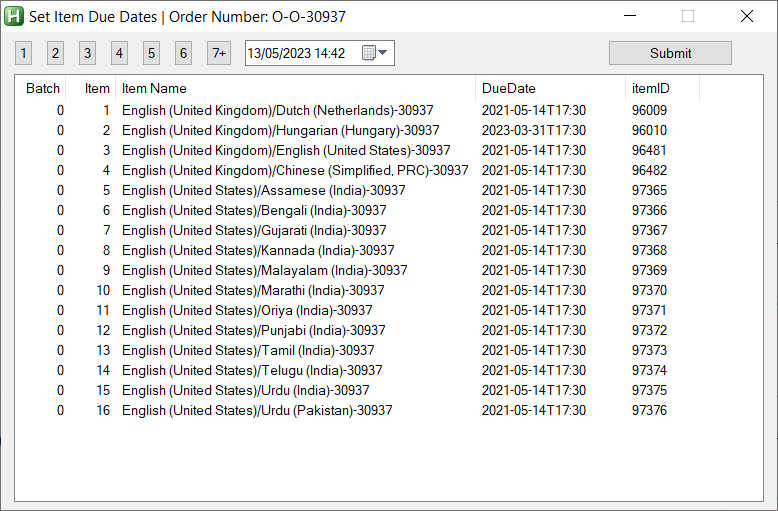 Set Item Due Dates | Order Number: O-O-30937
1 2 3 4 5 6 7+ 13/05/2023 14:42 Submit
Batch Item Item Name DueDate itemID
0 1 English (United Kingdom)/Dutch (Netherlands)-30937 2021-05-14T17:30 96009
0 2 English (United Kingdom)/Hungarian (Hungary)-30937 2023-03-31T17:30 96010
0 3 English (United Kingdom)/English (United States)-30937 2021-05-14T17:30 96481
0 4 English (United Kingdom)/Chinese (Simplified, PRC)-30937 2021-05-14T17:30 96482
0 5 English (United States)/Assamese (India)-30937 2021-05-14T17:30 97365
0 6 English (United States)/Bengali (India)-30937 2021-05-14T17:30 97366
0 7 English (United States)/Gujarati (India)-30937 2021-05-14T17:30 97367
0 8 English (United States)/Kannada (India)-30937 2021-05-14T17:30 97368
0 9 English (United States)/Malayalam (India)-30937 2021-05-14T17:30 97369
0 10 English (United States)/Marathi (India)-30937 2021-05-14T17:30 97370
0 11 English (United States)/Oriya (India)-30937 2021-05-14T17:30 97371
0 12 English (United States)/Punjabi (India)-30937 2021-05-14T17:30 97372
0 13 English (United States)/Tamil (India)-30937 2021-05-14T17:30 97373
0 14 English (United States)/Telugu (India)-30937 2021-05-14T17:30 97374
0 15 English (United States)/Urdu (India)-30937 2021-05-14T17:30 97375
0 16 English (United States)/Urdu (Pakistan)-30937 2021-05-14T17:30 97376